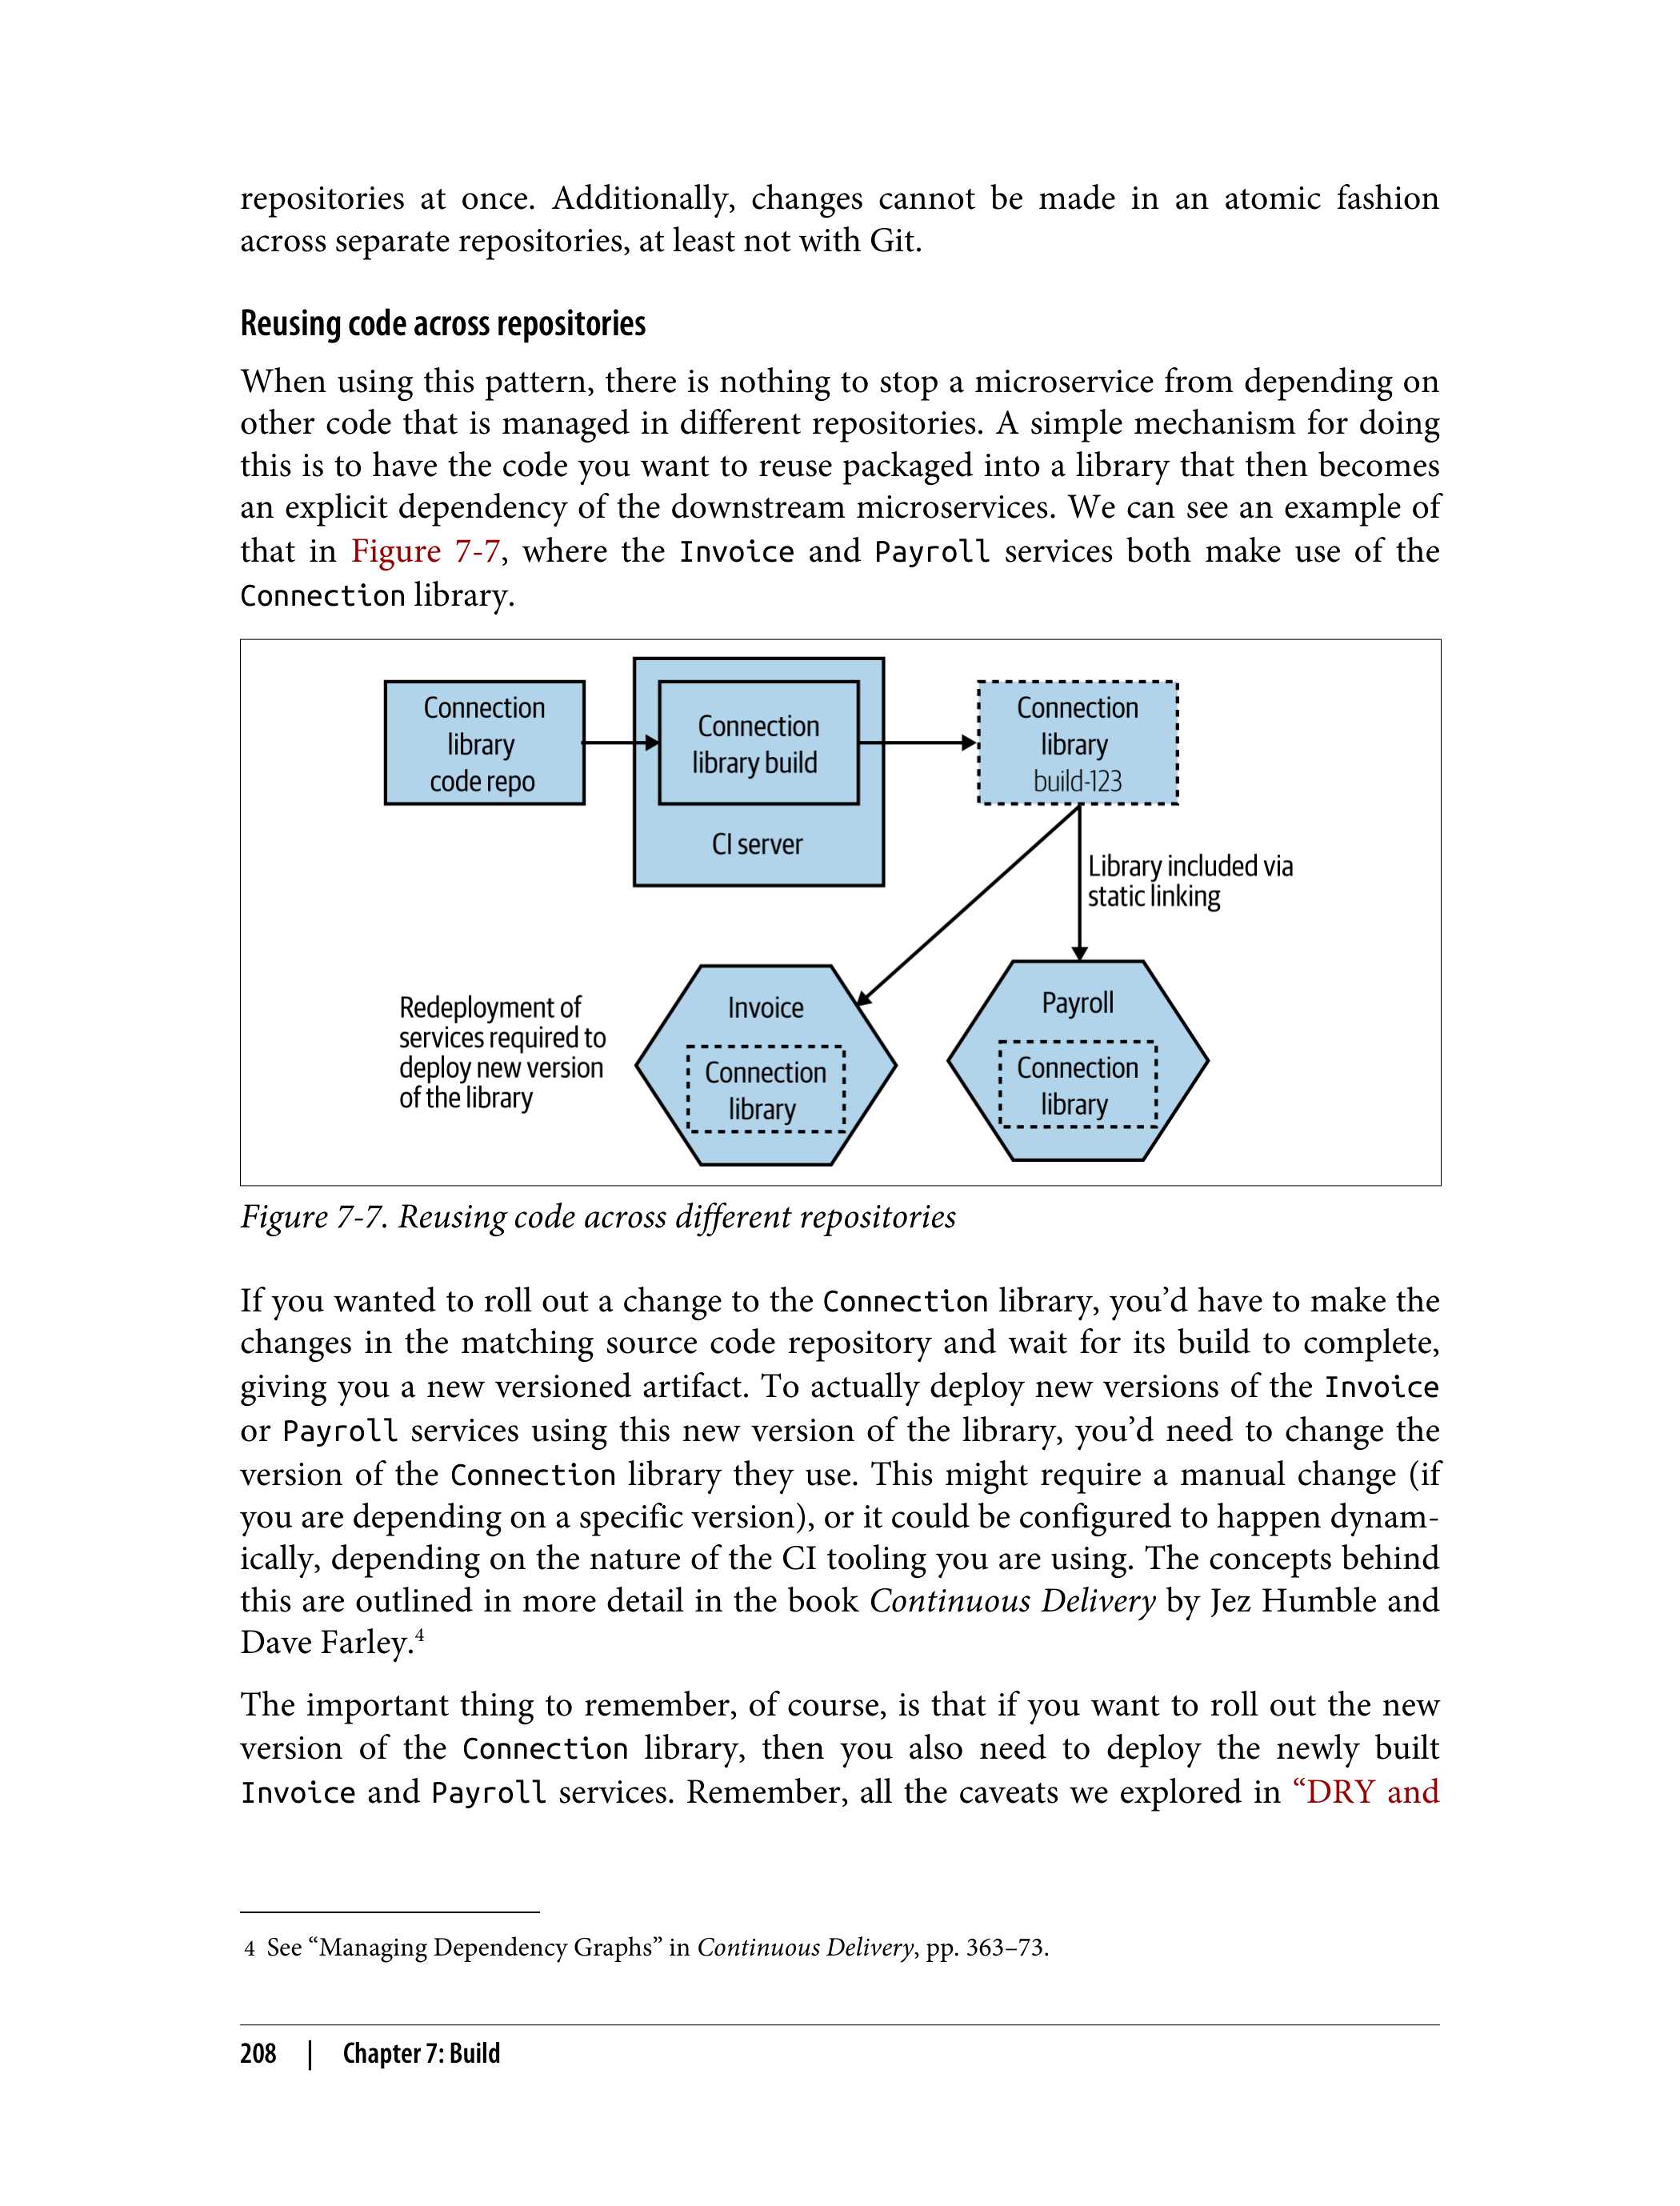 repositories at once. Additionally, changes cannot be made in an atomic fashion
across separate repositories, at least not with Git.
Reusing code across repositories
When using this pattern, there is nothing to stop a microservice from depending on
other code that is managed in different repositories. A simple mechanism for doing
this is to have the code you want to reuse packaged into a library that then becomes
an explicit dependency of the downstream microservices. We can see an example of
that in Figure 7-7, where the Invoice and Payroll services both make use of the
Connection library.
Connection
library
code repo
Connection
library build
CI server
Connection
library
build-123
Library included via
static linking
Redeployment of
services required to
deploy new version
of the library
Invoice
Connection
library
Payroll
Connection
library
Figure 7-7. Reusing code across different repositories
If you wanted to roll out a change to the Connection library, you’d have to make the
changes in the matching source code repository and wait for its build to complete,
giving you a new versioned artifact. To actually deploy new versions of the Invoice
or Payroll services using this new version of the library, you’d need to change the
version of the Connection library they use. This might require a manual change (if
you are depending on a specific version), or it could be configured to happen dynam-
ically, depending on the nature of the CI tooling you are using. The concepts behind
this are outlined in more detail in the book Continuous Delivery by Jez Humble and
Dave Farley.4
The important thing to remember, of course, is that if you want to roll out the new
version of the Connection library, then you also need to deploy the newly built
Invoice and Payroll services. Remember, all the caveats we explored in “DRY and
4 See “Managing Dependency Graphs” in Continuous Delivery, pp. 363–73.
208 | Chapter 7: Build